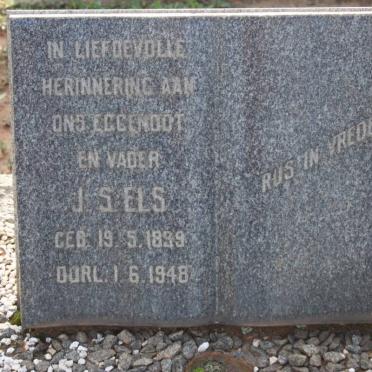 IN LIEFDEVOLLE
HERINNERING AAN
ONS EGGENOOT
EN VADER
J. S. ELS
GEB. 19. 5. 1899
OORL. 1. 6. 1948
RUS IN VREDE